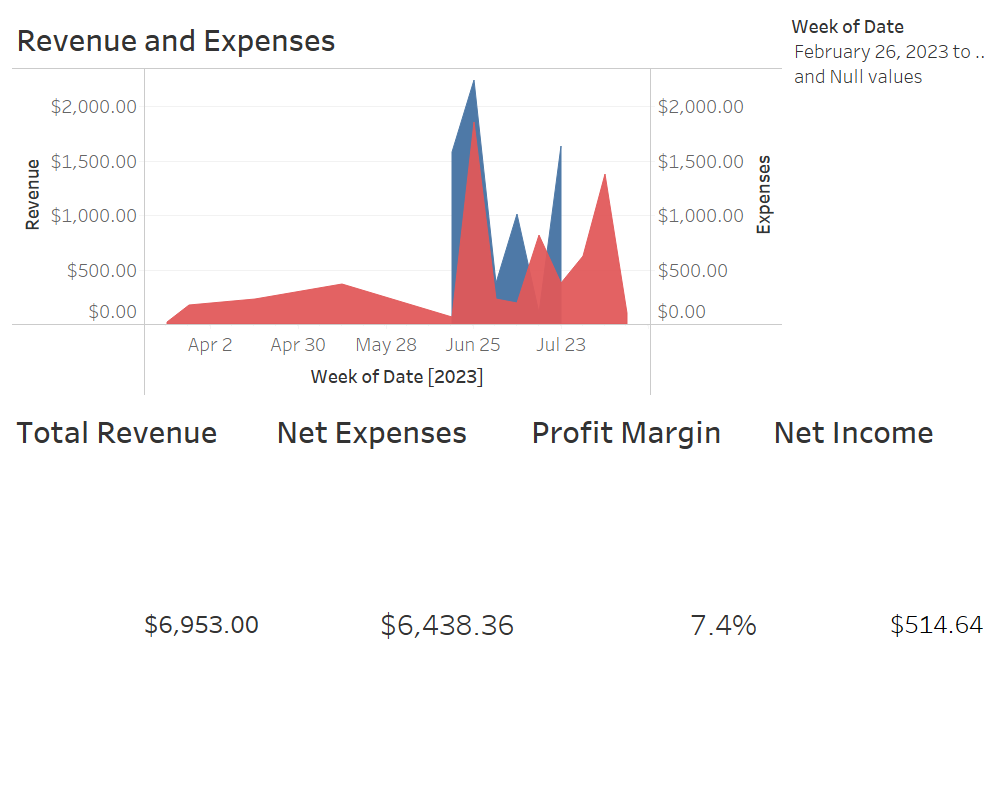 Revenue and Expenses
Week of Date
February 26, 2023 to ..
and Null values
$2,000.00
$1,500.00
$1,000.00
$500.00
$0.00
Revenue
$2,000.00
$1,500.00
$1,000.00
$500.00
$0.00
Expenses
Apr 2 Apr 30 May 28 Jun 25 Jul 23
Week of Date [2023]
Total Revenue Net Expenses Profit Margin Net Income
$6,953.00 $6,438.36 7.4% $514.64